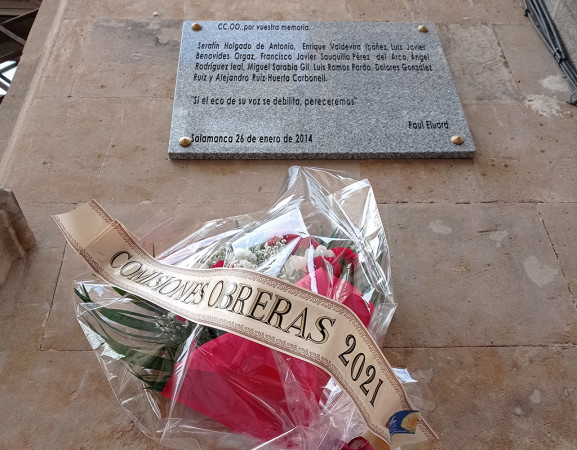 CC.OO. por vuestra memoria.
Serafín Holgado de Antonio, Enrique Valdevira Ibáñez, Luis Javier
Benavides Orgaz, Francisco Javier Sauquillo Pérez del Arco, Angel
Rodríguez leal, Miguel Sarabia Gil, Luis Ramos Pardo, Dolores González
Ruiz y Alejandro Ruiz-Huerta Carbonell.
"Si el eco de su voz se debilita, pereceremos"
Paul Eluard.
Salamanca 26 de enero de 2014
COMISIONES OBRERAS 2021